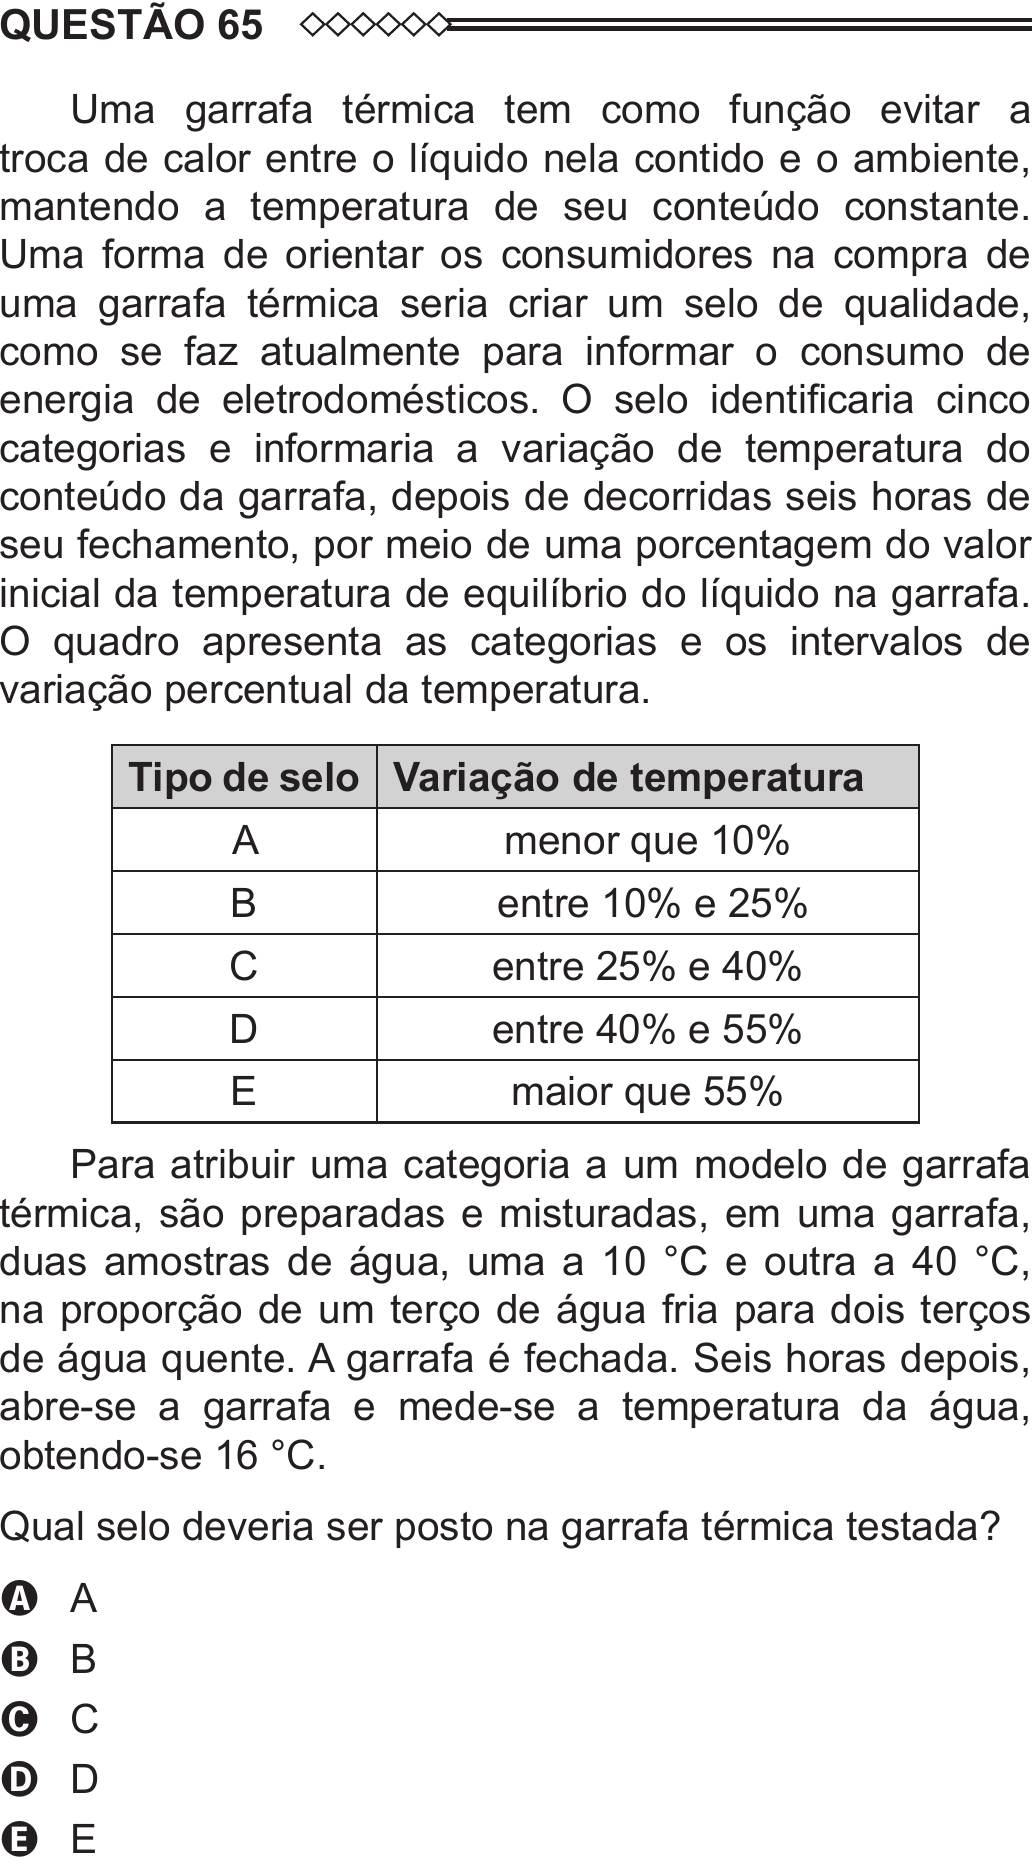 QUESTÃO 65
Uma garrafa térmica tem como função evitar a
troca de calor entre o líquido nela contido e o ambiente,
mantendo a temperatura de seu conteúdo constante.
Uma forma de orientar os consumidores na compra de
uma garrafa térmica seria criar um selo de qualidade,
como se faz atualmente para informar o consumo de
energia de eletrodomésticos. O selo identificaria cinco
categorias e informaria a variação de temperatura do
conteúdo da garrafa, depois de decorridas seis horas de
seu fechamento, por meio de uma porcentagem do valor
inicial da temperatura de equilíbrio do líquido na garrafa.
O quadro apresenta as categorias e os intervalos de
variação percentual da temperatura.
Tipo de selo Variação de temperatura
A menor que 10%
B entre 10% e 25%
C entre 25% e 40%
D entre 40% e 55%
E maior que 55%
Para atribuir uma categoria a um modelo de garrafa
térmica, são preparadas e misturadas, em uma garrafa,
duas amostras de água, uma a 10 °C e outra a 40 °C,
na proporção de um terço de água fria para dois terços
de água quente. A garrafa é fechada. Seis horas depois,
abre-se a garrafa e mede-se a temperatura da água,
obtendo-se 16 °C.
Qual selo deveria ser posto na garrafa térmica testada?
A A
B B
C C
D D
E E